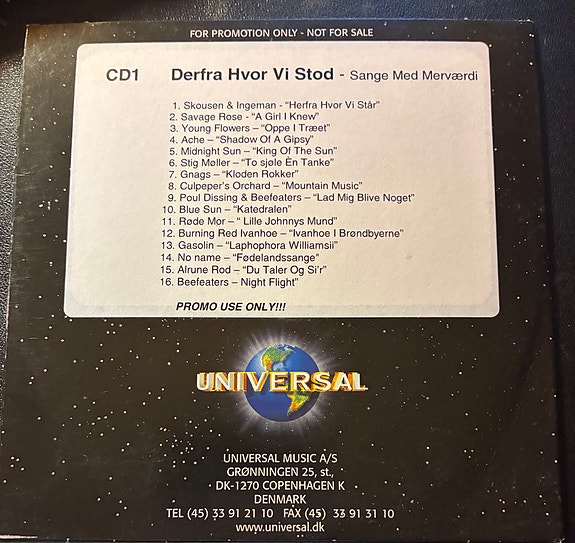 FOR PROMOTION ONLY - NOT FOR SALE
CD1 Derfra Hvor Vi Stod - Sange Med Merværdi
1. Skousen & Ingeman - “Herfra Hvor Vi Står”
2. Savage Rose - “A Girl I Knew”
3. Young Flowers – “Oppe I Træet”
4. Ache – “Shadow Of A Gipsy”
5. Midnight Sun – “King Of The Sun”
6. Stig Møller – “To sjøle Èn Tanke”
7. Gnags – “Kloden Rokker”
8. Culpeper's Orchard – “Mountain Music”
9. Poul Dissing & Beefeaters – “Lad Mig Blive Noget”
10. Blue Sun – “Katedralen”
11. Røde Mor – “ Lille Johnnys Mund”
12. Burning Red Ivanhoe – “Ivanhoe I Brøndbyerne”
13. Gasolin – “Laphophora Williamsii”
14. No name – “Fødelandssange"
15. Alrune Rod – “Du Taler Og Si'r”
16. Beefeaters – Night Flight”
PROMO USE ONLY!!!
UNIVERSAL
UNIVERSAL MUSIC A/S
GRØNNINGEN 25, st.,
DK-1270 COPENHAGEN K
DENMARK
TEL (45) 33 91 21 10 FAX (45) 33 91 31 10
www.universal.dk